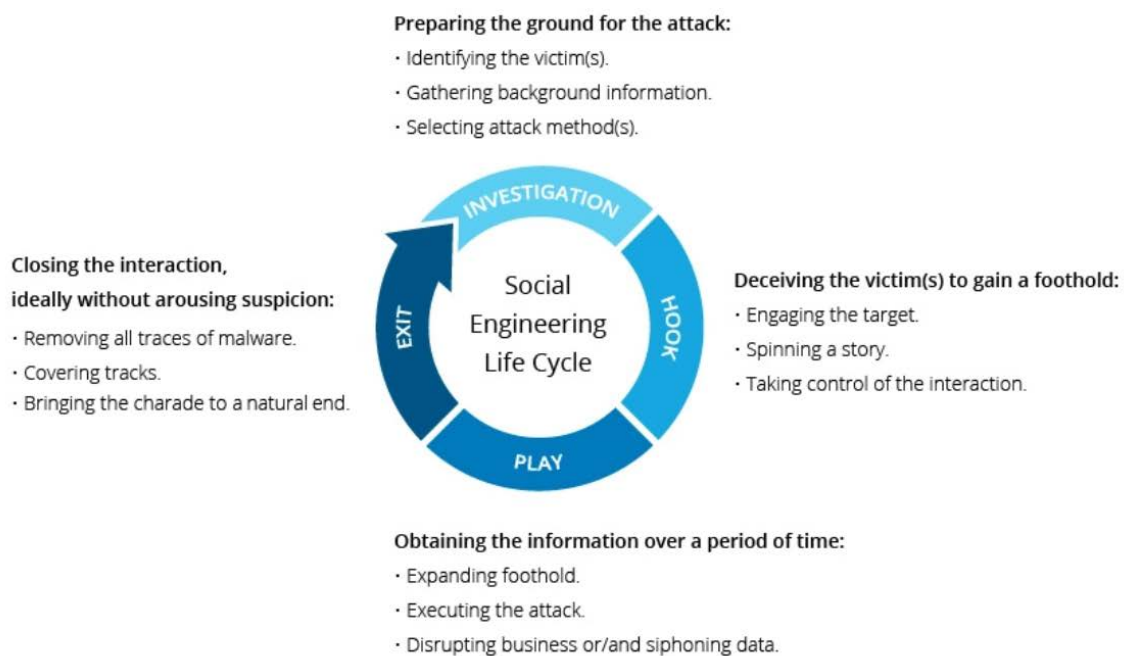 Preparing the ground for the attack:
· Identifying the victim(s).
· Gathering background information.
· Selecting attack method(s).
INVESTIGATION
HOOK
PLAY
EXIT
Social
Engineering
Life Cycle
Deceiving the victim(s) to gain a foothold:
· Engaging the target.
· Spinning a story.
· Taking control of the interaction.
Obtaining the information over a period of time:
· Expanding foothold.
· Executing the attack.
· Disrupting business or/and siphoning data.
Closing the interaction,
ideally without arousing suspicion:
· Removing all traces of malware.
· Covering tracks.
· Bringing the charade to a natural end.